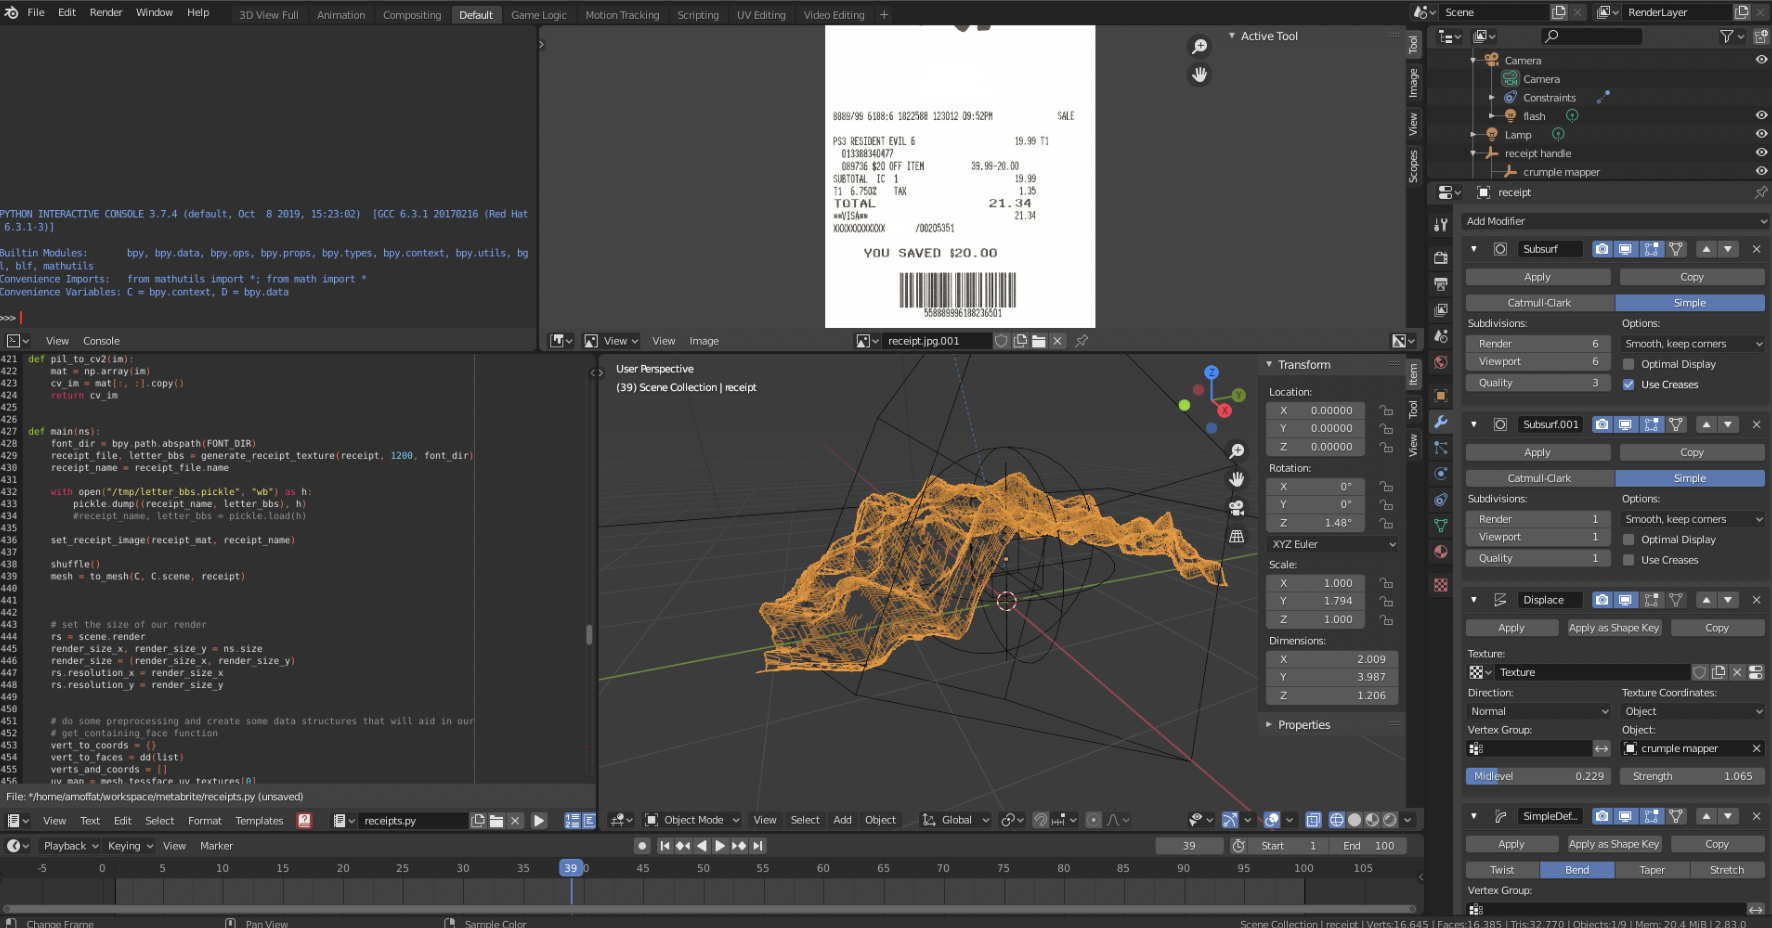 File Edit Render Window Help
3D View Full Animation Compositing Default Game Logic Motion Tracking Scripting UV Editing Video Editing +
Scene
RenderLayer
PYTHON INTERACTIVE CONSOLE 3.7.4 (default, Oct  8 2019, 15:23:02)  [GCC 6.3.1 20170216 (Red Hat
6.3.1-3)]
Builtin Modules:       bpy, bpy.data, bpy.ops, bpy.props, bpy.types, bpy.context, bpy.utils, bg
l, blf, mathutils
Convenience Imports:   from mathutils import *; from math import *
Convenience Variables: C = bpy.context, D = bpy.data
>>>
View Console
8889/99 6188:6 1822588 123012 09:52PM SALE
PS3 RESIDENT EVIL 6 19.99 T1
013388340477
089736 $20 OFF ITEM 39.99-20.00
SUBTOTAL IC 1 19.99
T1 6.750% TAX 1.35
TOTAL 21.34
**VISA** 21.34
XXXXXXXXXXXX /00205351
YOU SAVED $20.00
558889996188236501
Active Tool
Tool
Image
View
Scopes
View View Image receipt.jpg.001
421 def pil_to_cv2(im):
422     mat = np.array(im)
423     cv_im = mat[:, :].copy()
424     return cv_im
425
426
427 def main(ns):
428     font_dir = bpy.path.abspath(FONT_DIR)
429     receipt_file, letter_bbs = generate_receipt_texture(receipt, 1200, font_dir)
430     receipt_name = receipt_file.name
431
432     with open("/tmp/letter_bbs.pickle", "wb") as h:
433         pickle.dump((receipt_name, letter_bbs), h)
434         #receipt_name, letter_bbs = pickle.load(h)
435
436     set_receipt_image(receipt_mat, receipt_name)
437
438     shuffle()
439     mesh = to_mesh(C, C.scene, receipt)
440
441
442
443     # set the size of our render
444     rs = scene.render
445     render_size_x, render_size_y = ns.size
446     render_size = (render_size_x, render_size_y)
447     rs.resolution_x = render_size_x
448     rs.resolution_y = render_size_y
449
450
451     # do some preprocessing and create some data structures that will aid in our
452     # get_containing_face function
453     vert_to_coords = {}
454     vert_to_faces = dd(list)
455     verts_and_coords = []
456     uv_map = mesh.tessface_uv_textures[0]
File: */home/amoffat/workspace/metabrite/receipts.py (unsaved)
View Text Edit Select Format Templates receipts.py
User Perspective
(39) Scene Collection | receipt
Z
Y
X
Transform
Location:
X 0.00000
Y 0.00000
Z 0.00000
Rotation:
X 0°
Y 0°
Z 1.48°
XYZ Euler
Scale:
X 1.000
Y 1.794
Z 1.000
Dimensions:
X 2.009
Y 3.987
Z 1.206
Properties
Item
Tool
View
Object Mode View Select Add Object Global
Camera
Camera
Constraints
flash
Lamp
receipt handle
crumple mapper
receipt
Add Modifier
Subsurf
Apply Copy
Catmull-Clark Simple
Subdivisions: Options:
Render 6 Smooth, keep corners
Viewport 6 Optimal Display
Quality 3 Use Creases
Subsurf.001
Apply Copy
Catmull-Clark Simple
Subdivisions: Options:
Render 1 Smooth, keep corners
Viewport 1 Optimal Display
Quality 1 Use Creases
Displace
Apply Apply as Shape Key Copy
Texture:
Texture
Direction: Texture Coordinates:
Normal Object
Vertex Group: Object:
crumple mapper
Midlevel 0.229 Strength 1.065
SimpleDef...
Apply Apply as Shape Key Copy
Twist Bend Taper Stretch
Vertex Group:
Playback Keying View Marker 39 Start 1 End 100
-5 0 5 10 15 20 25 30 35 39 0 45 50 55 60 65 70 75 80 85 90 95 100 105
Change Frame Pan View Sample Color Scene Collection | receipt | Verts:16,645 | Faces:16,385 | Tris:32,770 | Objects:1/9 | Mem: 20.4 MiB | 2.83.0